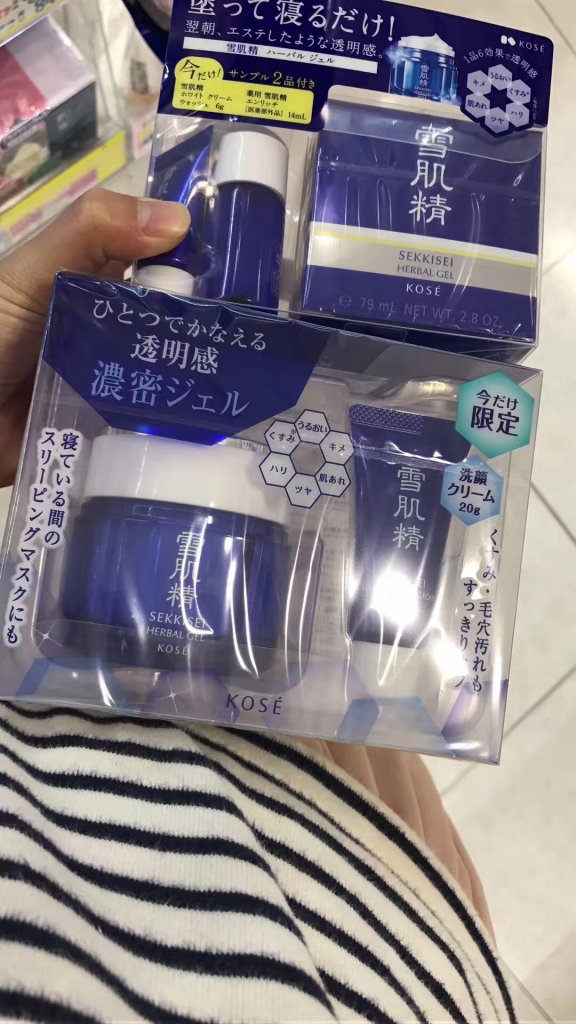 塗って寝るだけ!
翌朝、エステしたような透明感。
雪肌精 ハーバル ジェル
今だけ!
サンプル2品付き
雪肌精
ホワイト クリーム
ウォッシュ 6g
薬用 雪肌精
エンリッチ
[医薬部外品] 14mL
KOSÉ
1品6効果で透明感
うるおい
キメ
くすみ
肌あれ
ハリ
ツヤ
雪肌精
SEKKISEI
HERBAL GEL
KOSÉ
℮ 79 mL NET WT. 2.8 OZ.
ひとつでかなえる
透明感
濃密ジェル
うるおい
くすみ
キメ
ハリ
肌あれ
ツヤ
今だけ
限定
洗顔
クリーム
20g
寝ている間の
スリーピングマスクにも
雪肌精
SEKKISEI
HERBAL GEL
KOSÉ
雪肌精
くすみ・毛穴汚れも
すっきり
KOSÉ